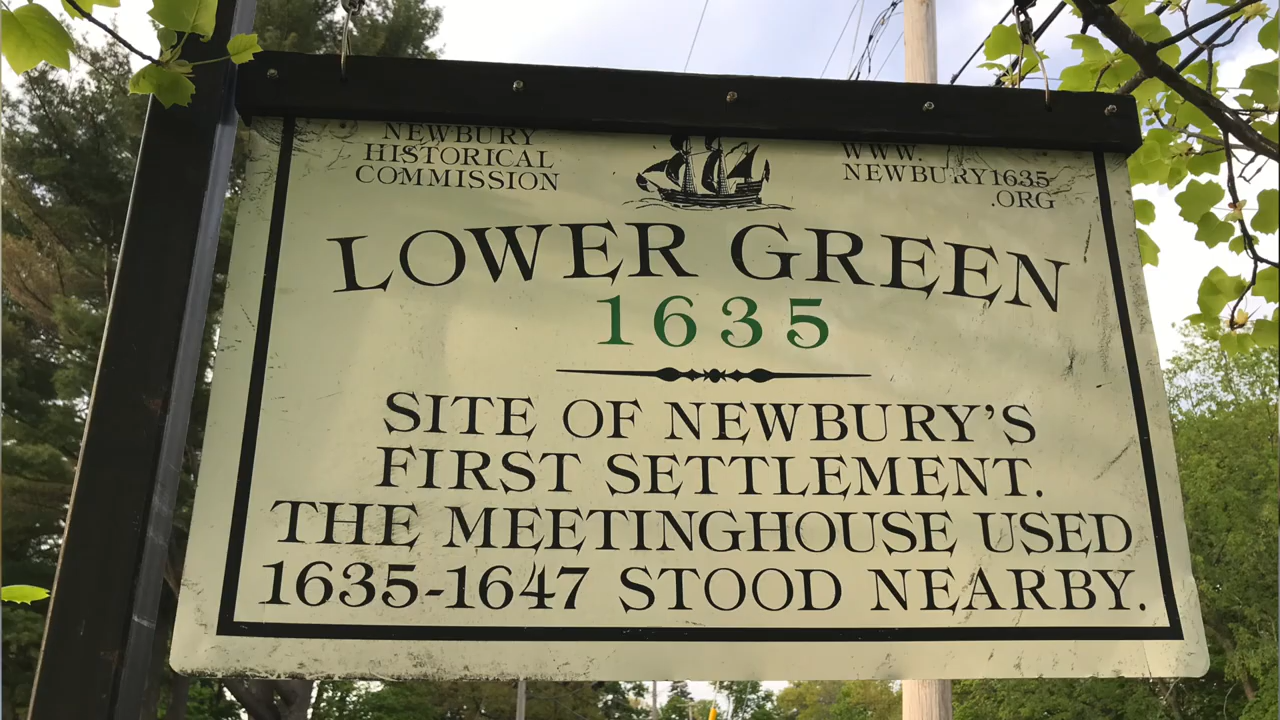 NEWBURY
HISTORICAL
COMMISSION
WWW.
NEWBURY1635
.ORG
LOWER GREEN
1635
SITE OF NEWBURY'S
FIRST SETTLEMENT.
THE MEETINGHOUSE USED
1635-1647 STOOD NEARBY.